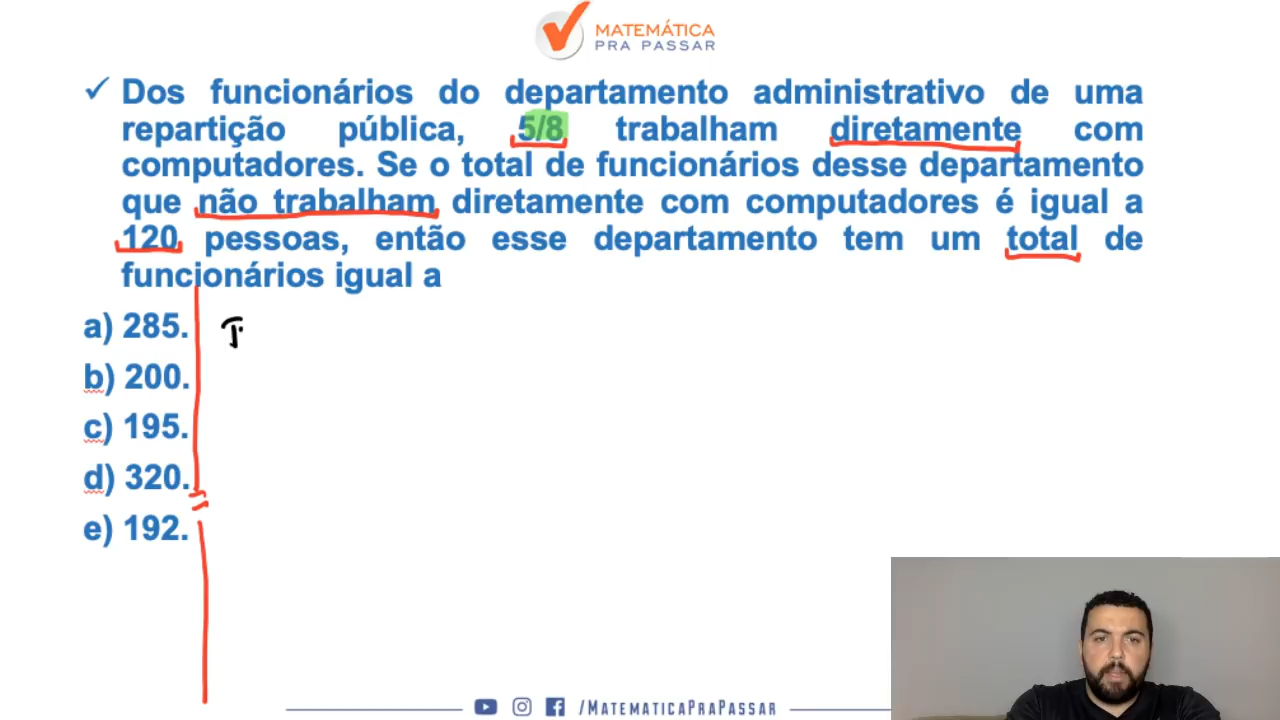 MATEMÁTICA
PRA PASSAR
Dos funcionários do departamento administrativo de uma
repartição pública, 5/8 trabalham diretamente com
computadores. Se o total de funcionários desse departamento
que não trabalham diretamente com computadores é igual a
120 pessoas, então esse departamento tem um total de
funcionários igual a
a) 285.
T
b) 200.
c) 195.
d) 320.
e) 192.
/MatematicaPraPassar